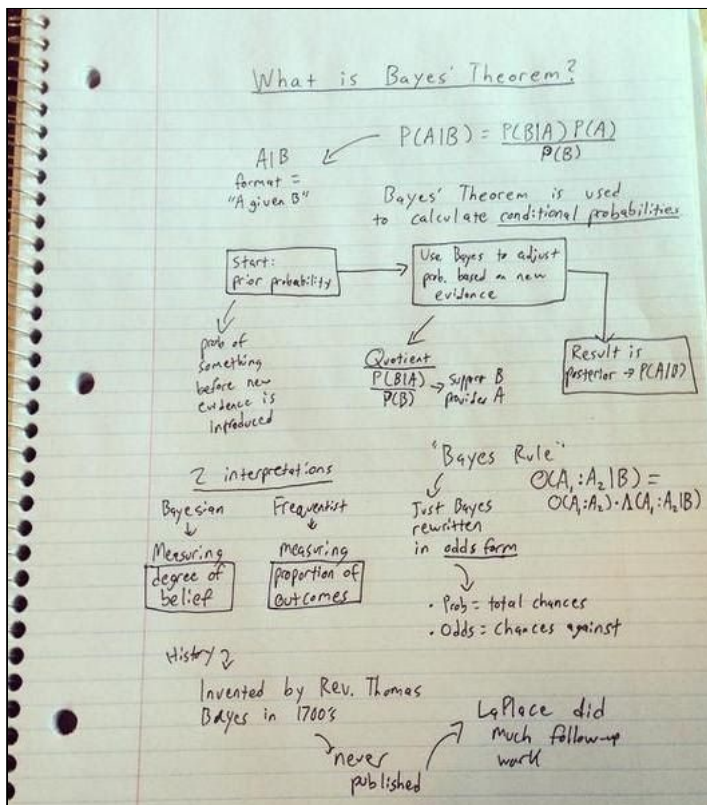 What is Bayes' Theorem?
P(A|B) = P(B|A) P(A)
P(B)
A|B
format =
"A given B"
Bayes' Theorem is used
to calculate conditional probabilities
Start:
prior probability
Use Bayes to adjust
prob. based on new
evidence
Result is
posterior → P(A|B)
prob of
something
before new
evidence is
introduced
Quotient
P(B|A)
P(B)
→ support B
provides A
2 interpretations
Bayesian
Measuring
degree of
belief
Frequentist
measuring
proportion of
outcomes
"Bayes Rule"
Just Bayes
rewritten
in odds form
O(A₁:A₂|B) =
O(A₁:A₂)·Λ(A₁:A₂|B)
• Prob = total chances
• Odds = chances against
History
Invented by Rev. Thomas
Bayes in 1700's
never
published
LaPlace did
much follow-up
work